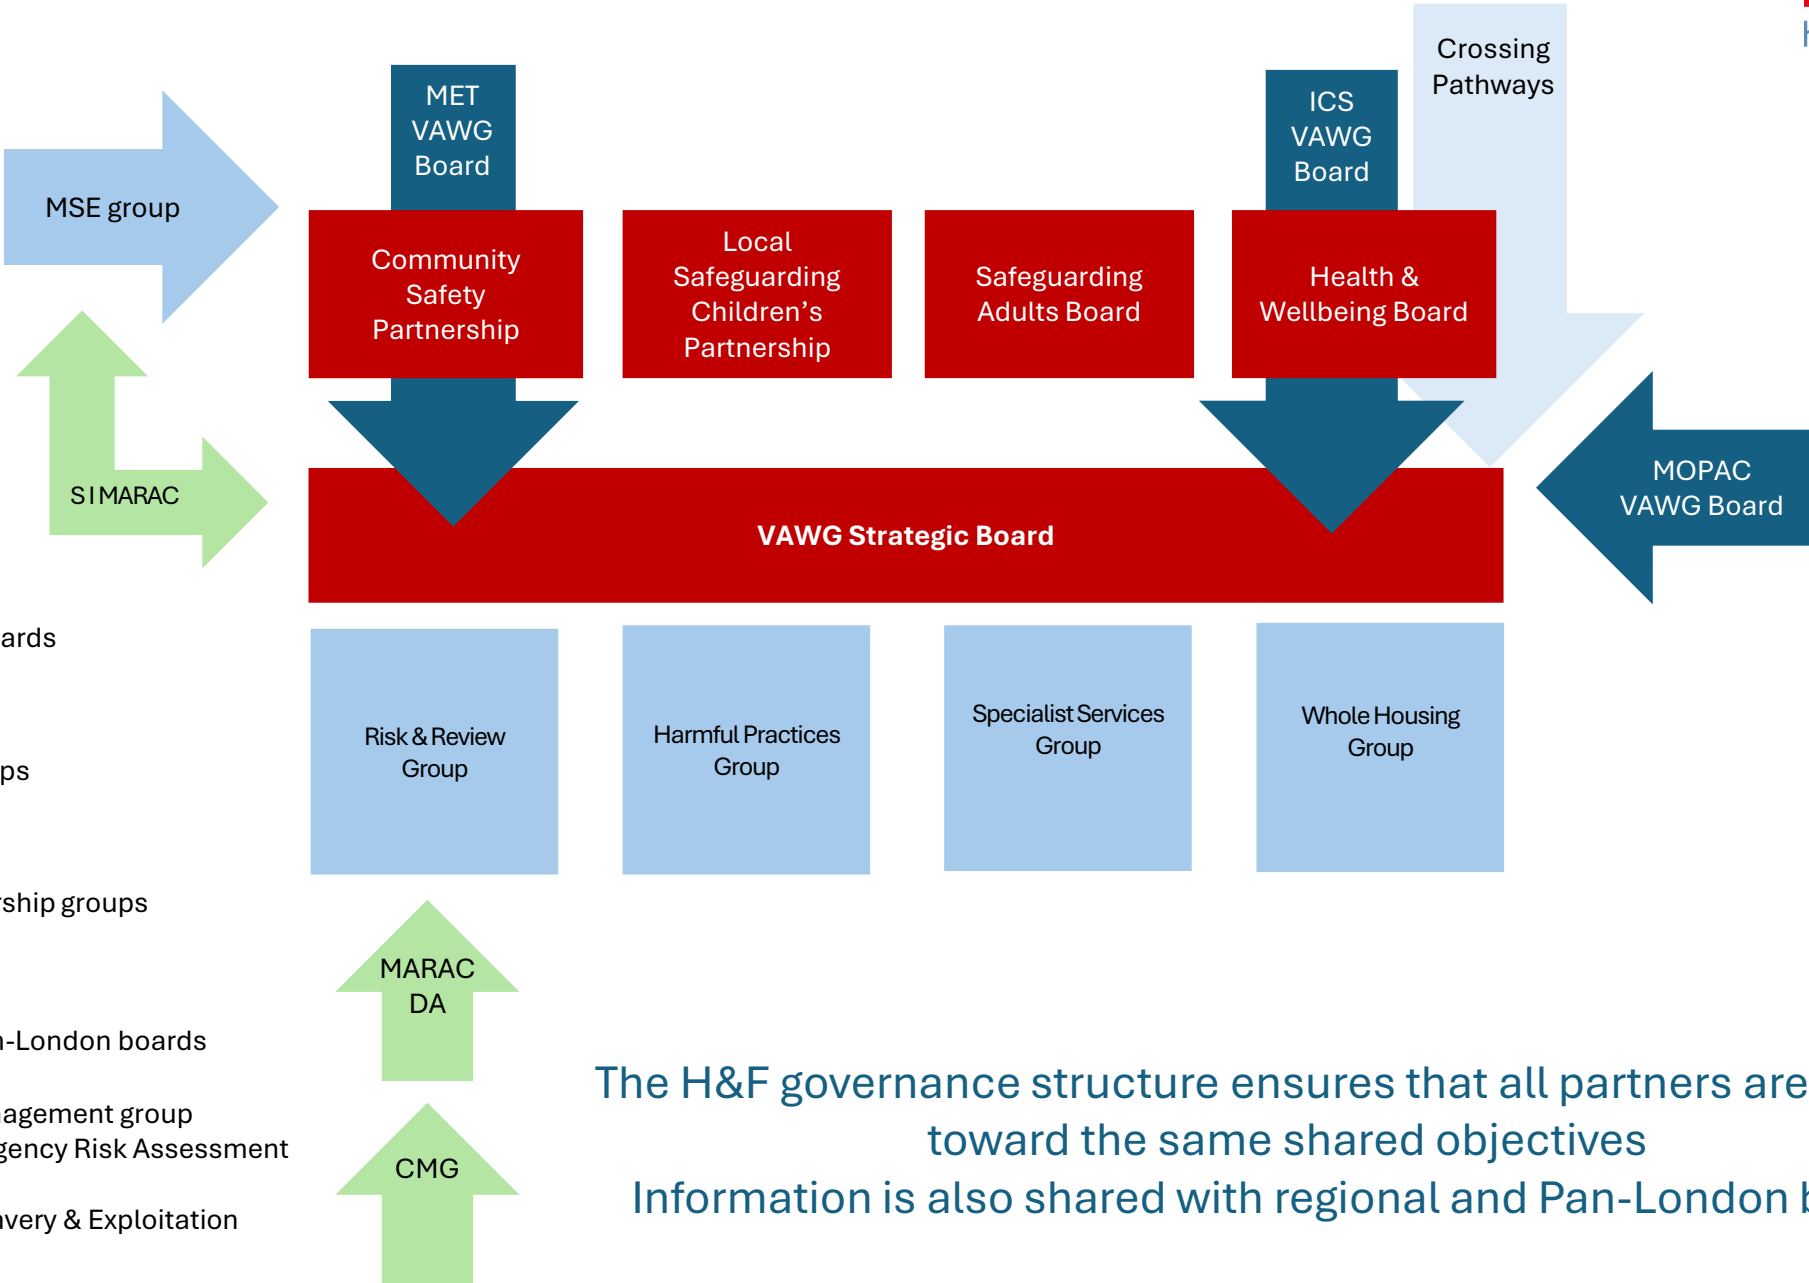 Crossing
Pathways
MET
VAWG
Board
ICS
VAWG
Board
MSE group
Community
Safety
Partnership
Local
Safeguarding
Children’s
Partnership
Safeguarding
Adults Board
Health &
Wellbeing Board
SIMARAC
MOPAC
VAWG Board
VAWG Strategic Board
Risk & Review
Group
Harmful Practices
Group
Specialist Services
Group
Whole Housing
Group
ards
ps
rship groups
n-London boards
nagement group
gency Risk Assessment
avery & Exploitation
MARAC
DA
CMG
The H&F governance structure ensures that all partners are
toward the same shared objectives
Information is also shared with regional and Pan-London